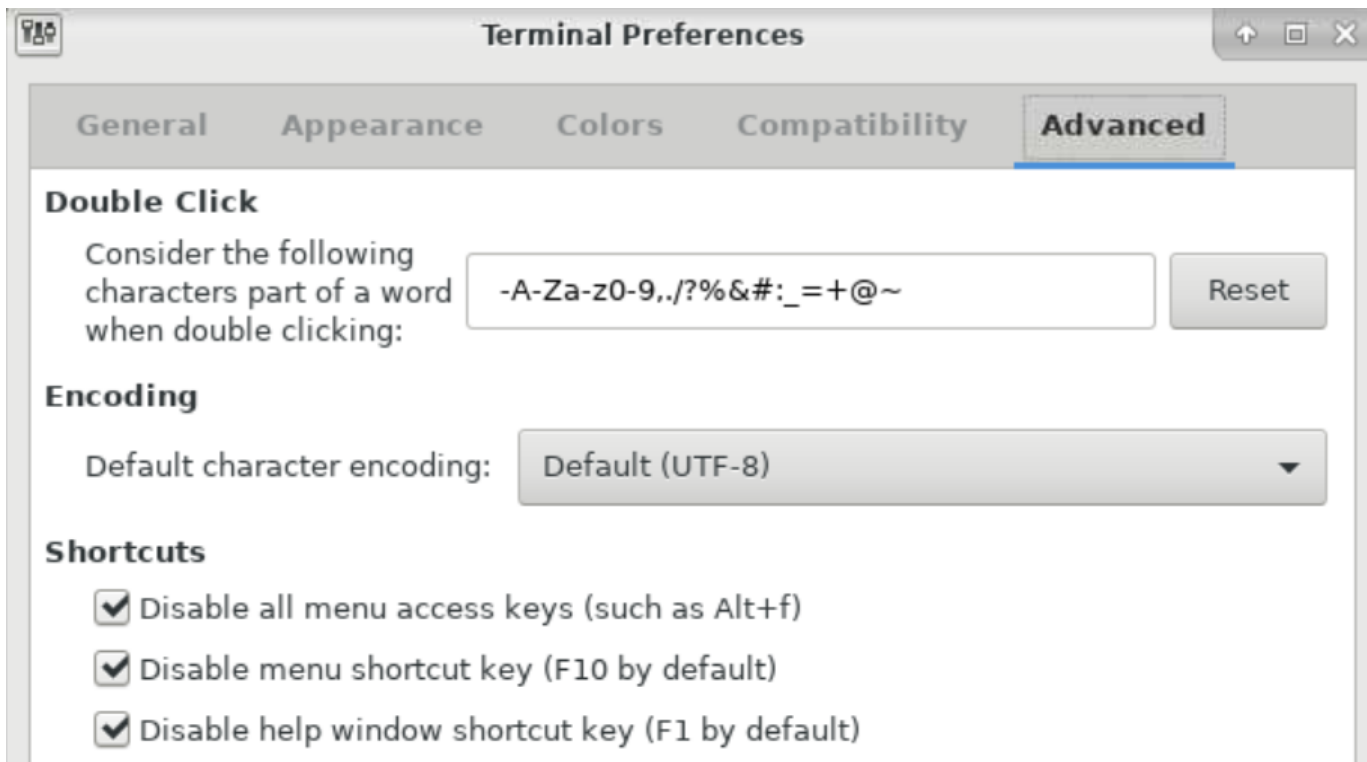 Terminal Preferences
General Appearance Colors Compatibility Advanced
Double Click
Consider the following
characters part of a word
when double clicking:
-A-Za-z0-9,./?%&#:_=+@~
Reset
Encoding
Default character encoding:
Default (UTF-8)
Shortcuts
Disable all menu access keys (such as Alt+f)
Disable menu shortcut key (F10 by default)
Disable help window shortcut key (F1 by default)